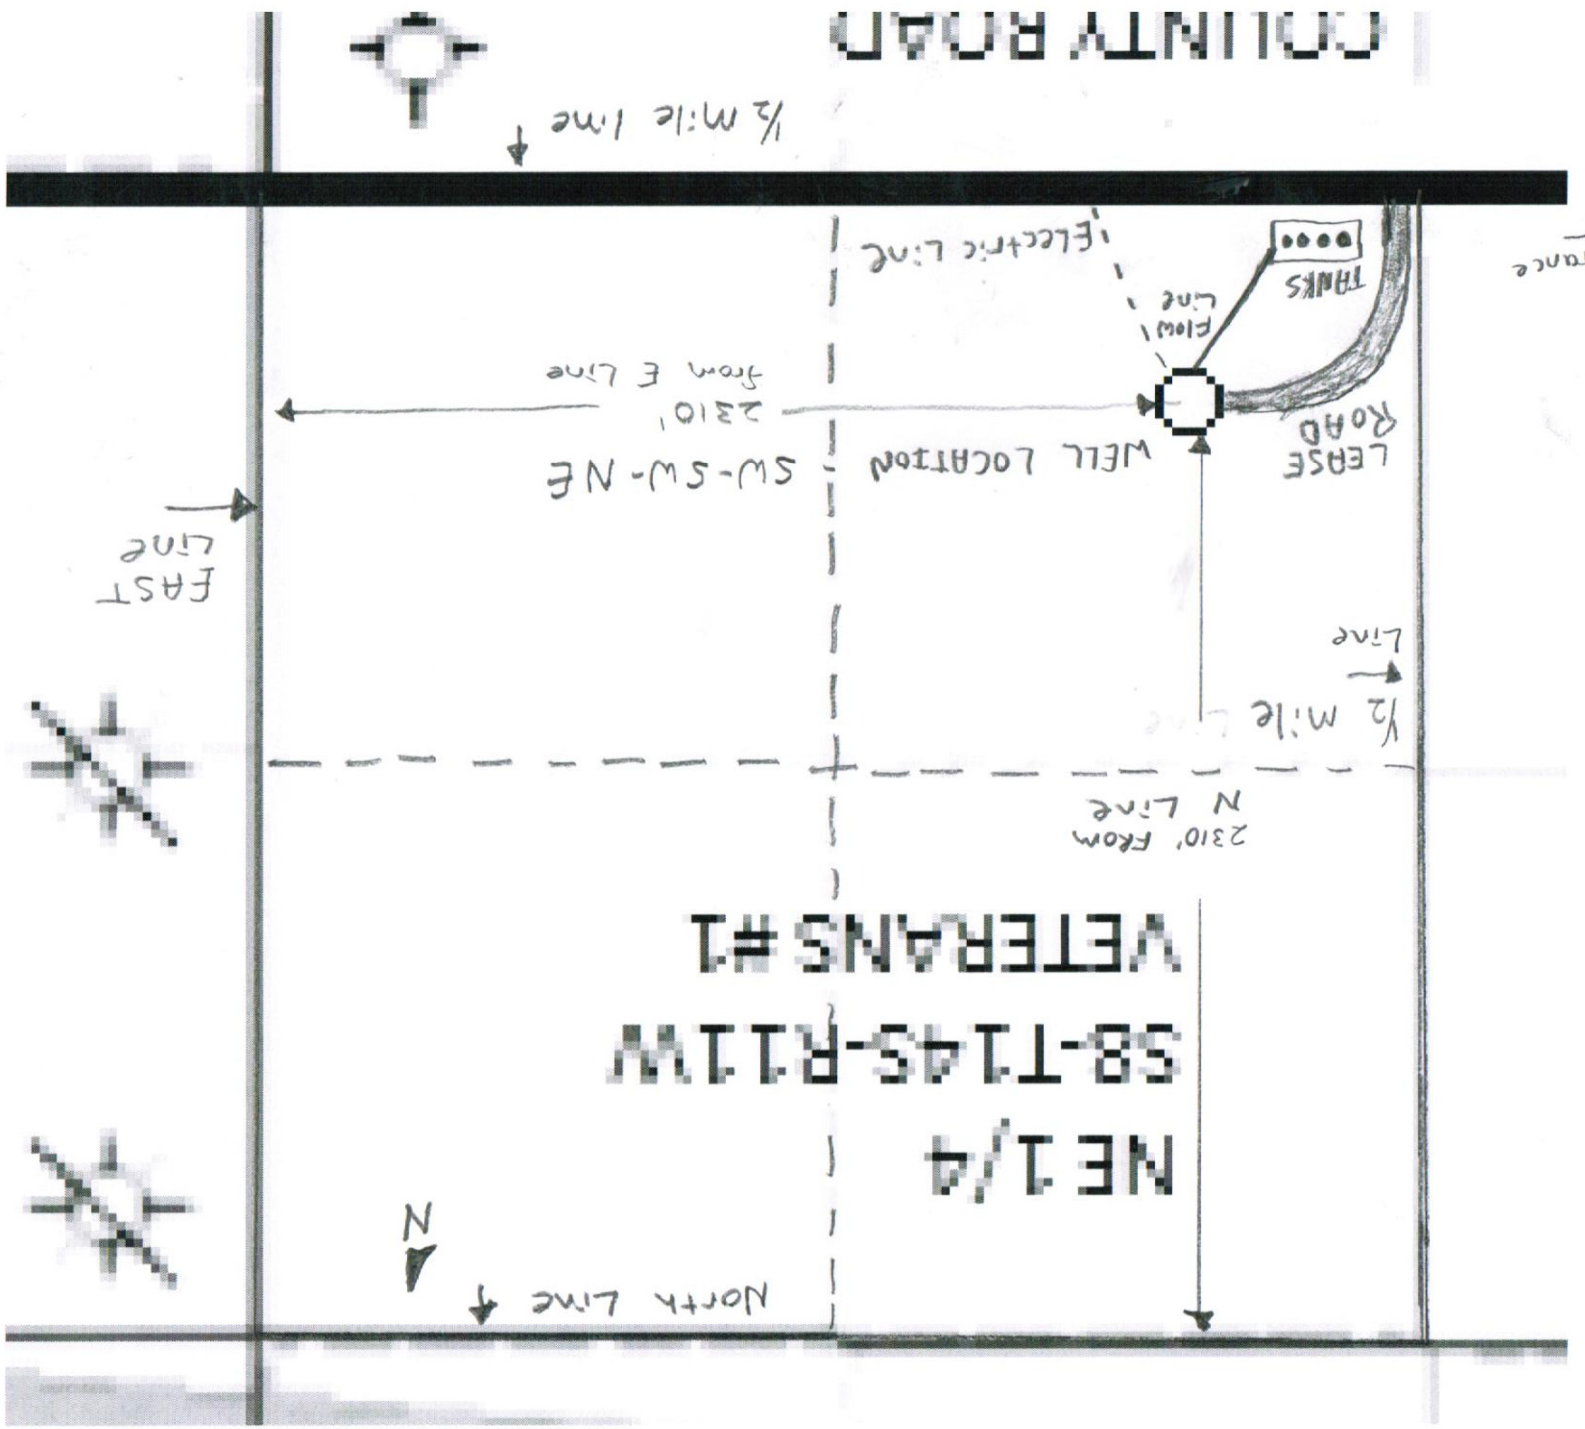 North Line
N
NE 1/4
S8-T14S-R11W
VETERANS #1
2310' FROM
N Line
½ mile Line
Line
EAST
Line
LEASE
ROAD
WELL LOCATION
SW-SW-NE
2310'
from E Line
Flow
Line
TANKS
Electric Line
½ mile line
COUNTY ROAD